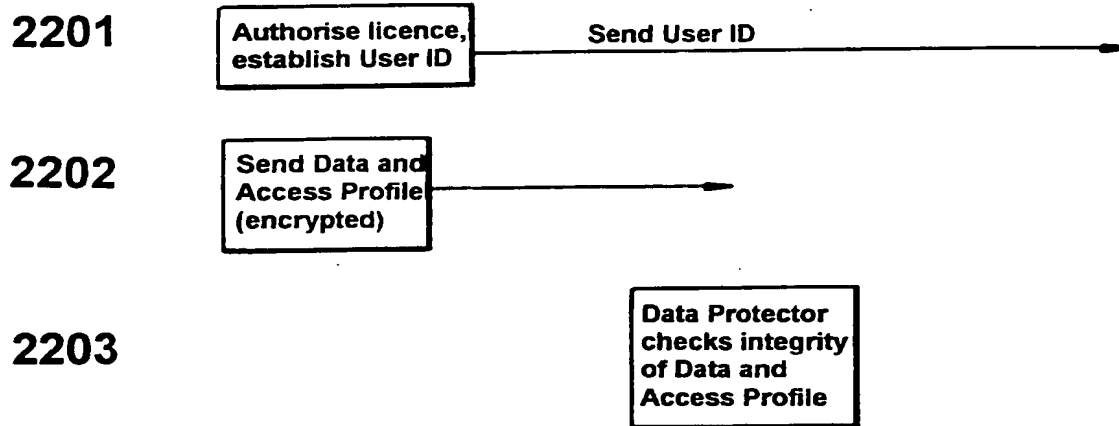 2201
Authorise licence,
establish User ID
Send User ID
2202
Send Data and
Access Profile
(encrypted)
2203
Data Protector
checks integrity
of Data and
Access Profile